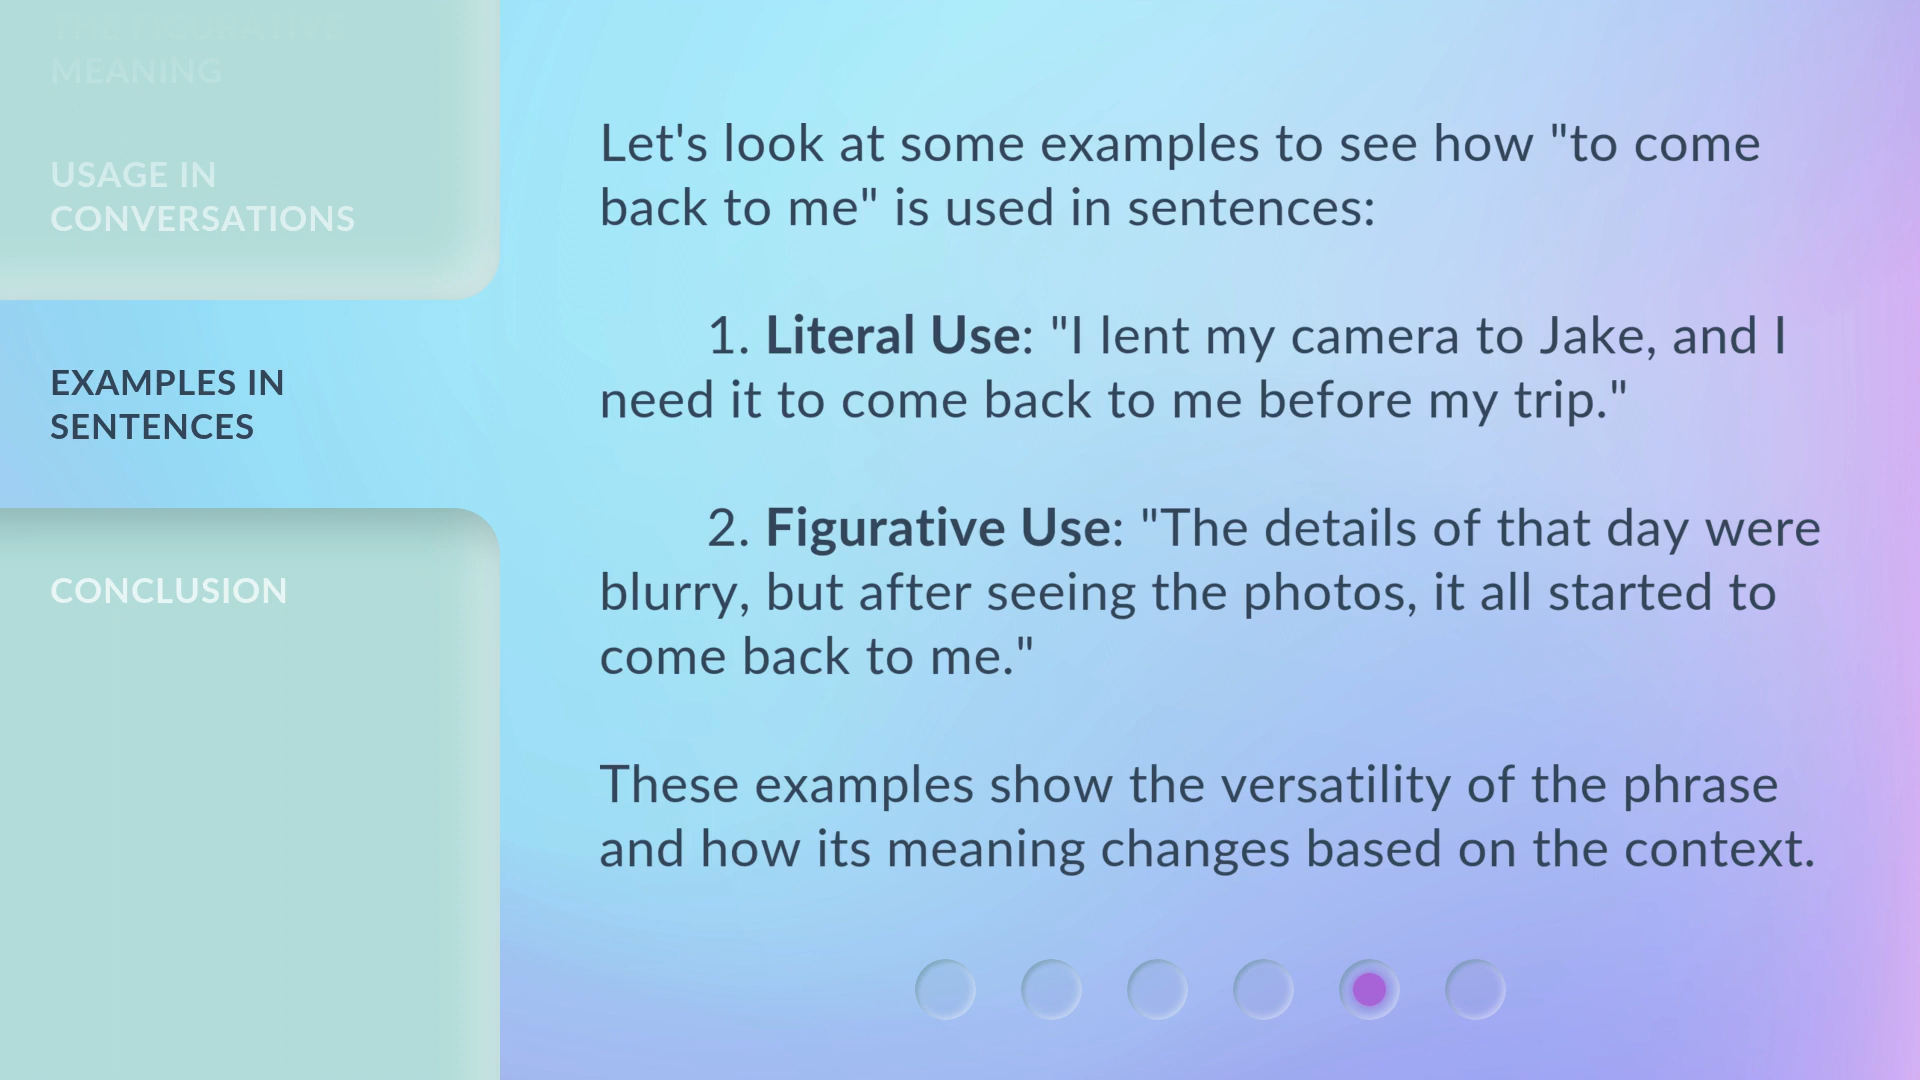 THE FIGURATIVE
MEANING
USAGE IN
CONVERSATIONS
EXAMPLES IN
SENTENCES
CONCLUSION
Let's look at some examples to see how "to come
back to me" is used in sentences:
1. Literal Use: "I lent my camera to Jake, and I
need it to come back to me before my trip."
2. Figurative Use: "The details of that day were
blurry, but after seeing the photos, it all started to
come back to me."
These examples show the versatility of the phrase
and how its meaning changes based on the context.